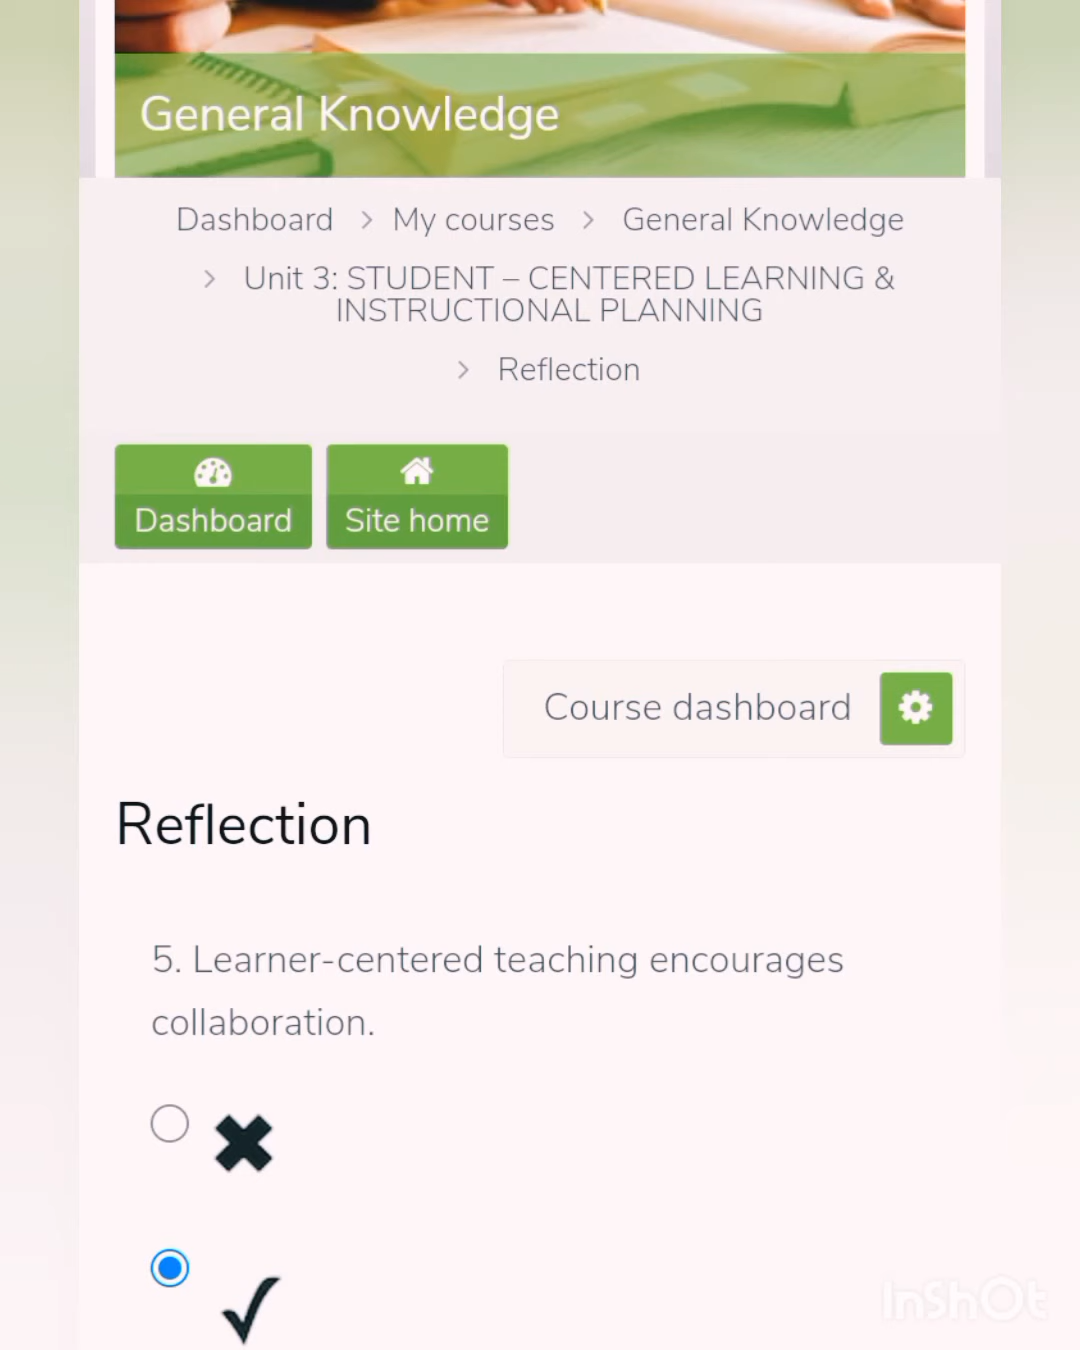 General Knowledge
Dashboard > My courses > General Knowledge
> Unit 3: STUDENT – CENTERED LEARNING &
INSTRUCTIONAL PLANNING
> Reflection
Dashboard
Site home
Course dashboard
Reflection
5. Learner-centered teaching encourages
collaboration.
InShOt